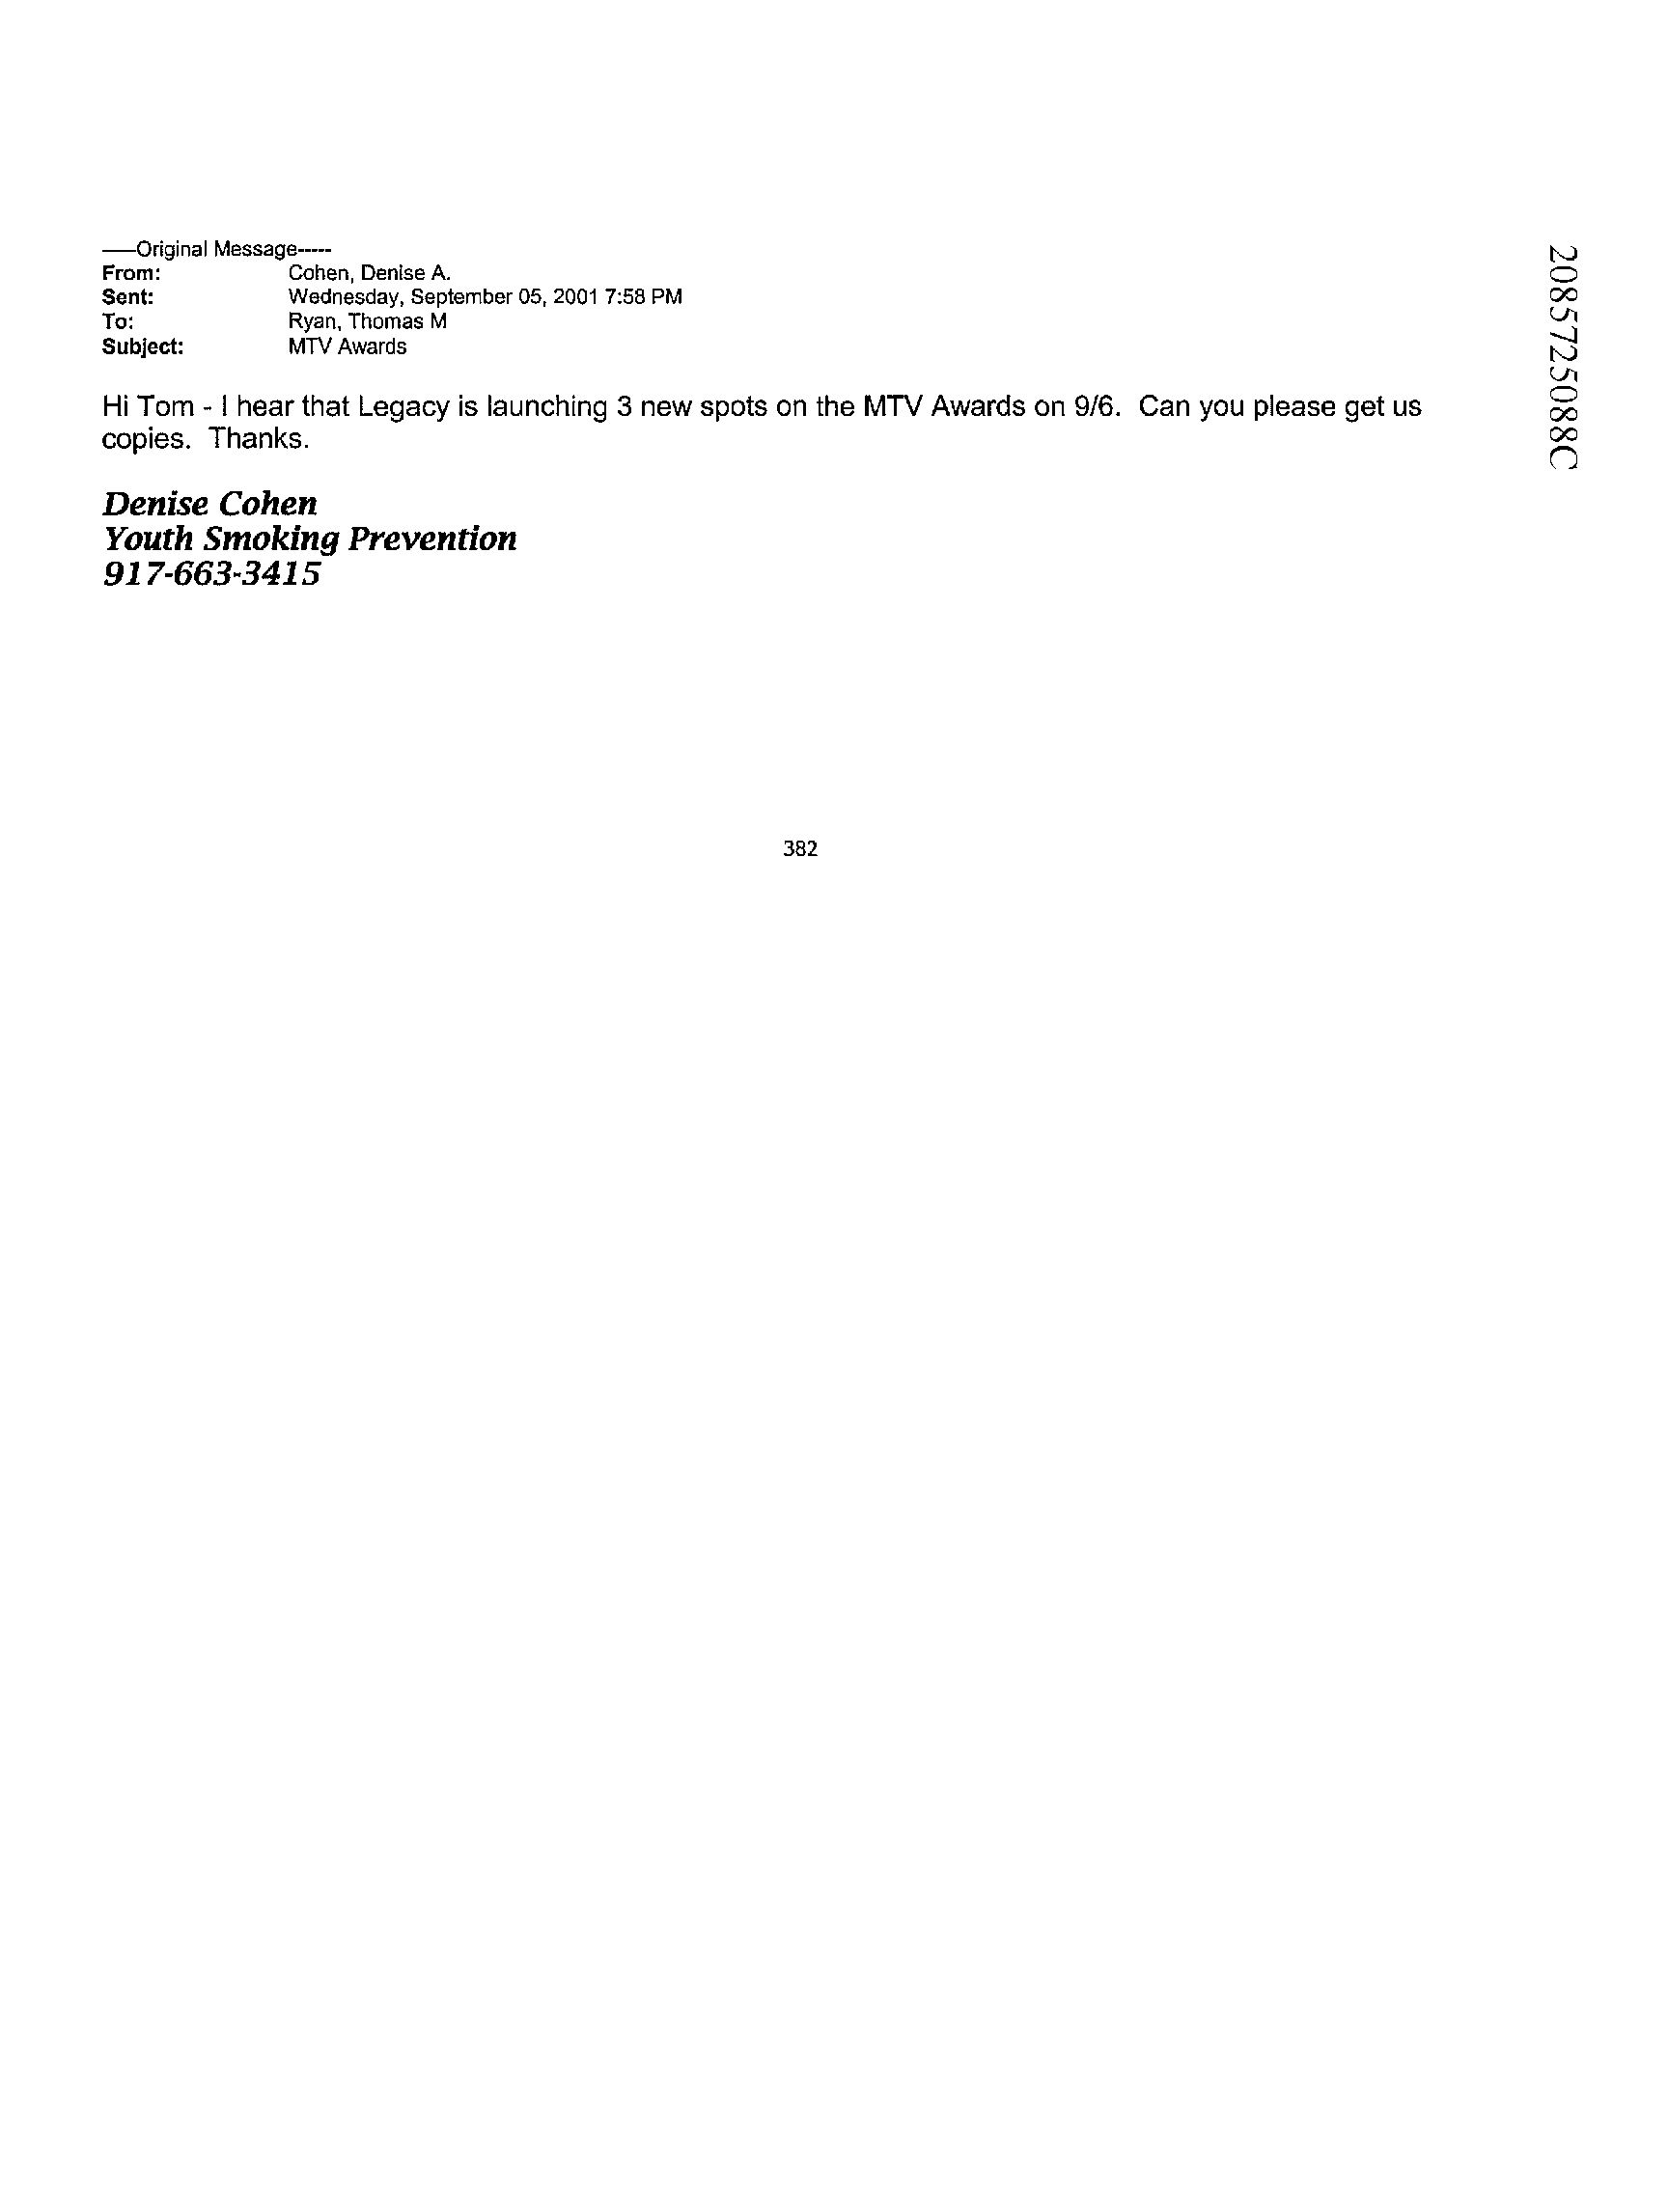 -----Original Message-----
From: Cohen, Denise A.
Sent: Wednesday, September 05, 2001 7:58 PM
To: Ryan, Thomas M
Subject: MTV Awards
Hi Tom - I hear that Legacy is launching 3 new spots on the MTV Awards on 9/6. Can you please get us
copies. Thanks.
Denise Cohen
Youth Smoking Prevention
917-663-3415
382
2085725088C